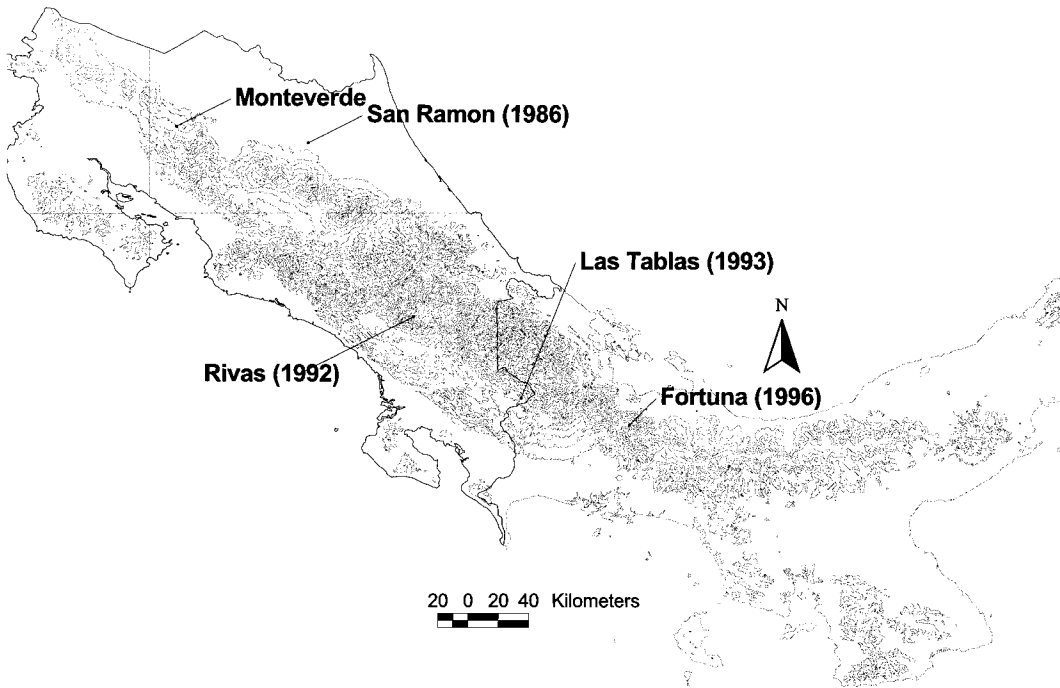 Monteverde
San Ramon (1986)
Las Tablas (1993)
N
Rivas (1992)
Fortuna (1996)
20 0 20 40 Kilometers